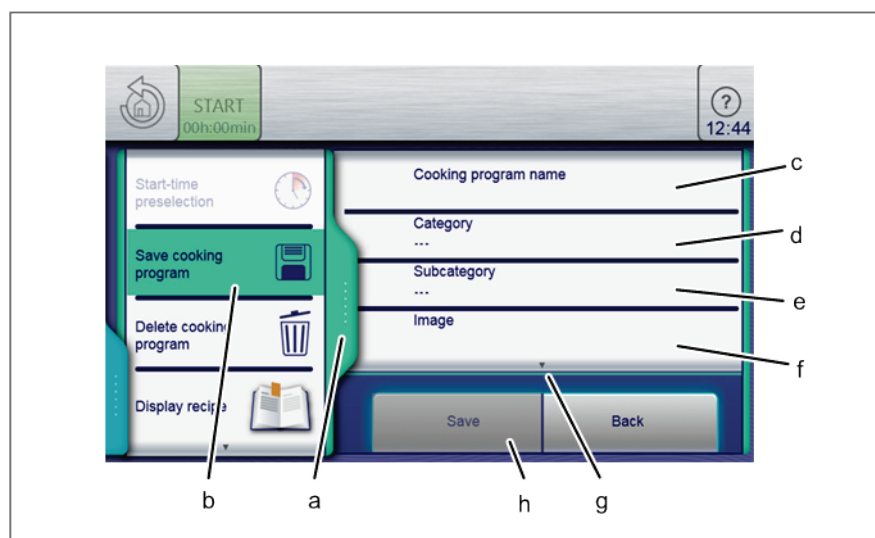 START
00h:00min
?
12:44
Start-time
preselection
Save cooking
program
Delete cooking
program
Display recipe
Cooking program name
Category
---
Subcategory
---
Image
Save
Back
a
b
c
d
e
f
g
h